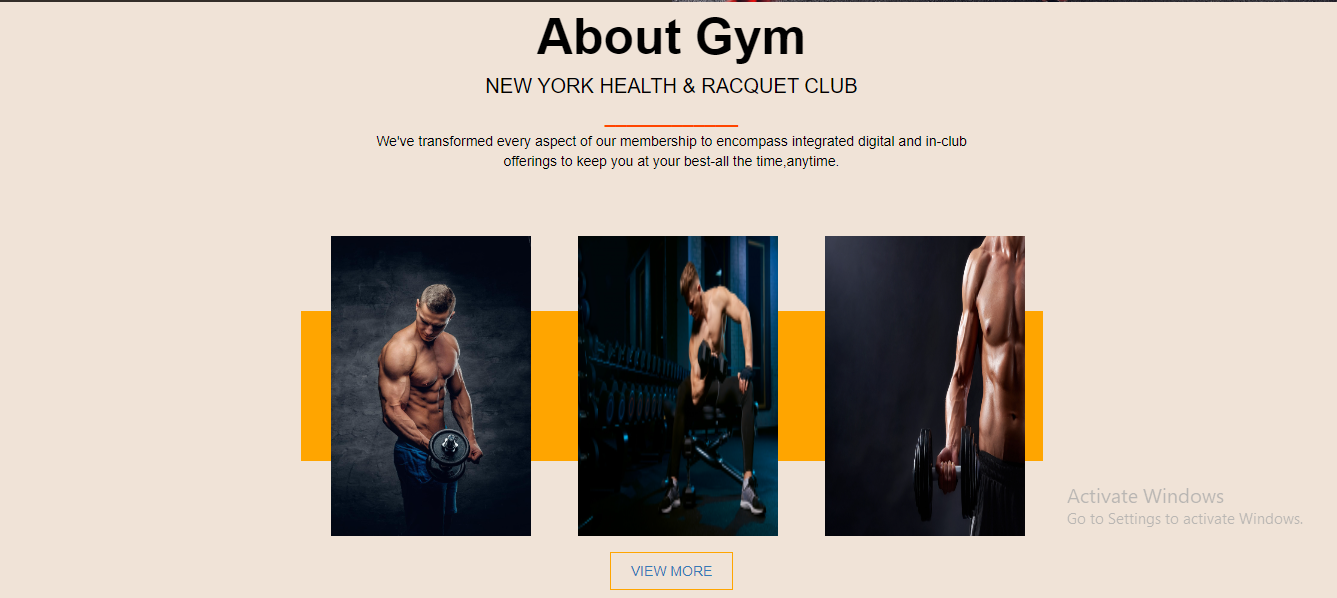 About Gym
NEW YORK HEALTH & RACQUET CLUB
We've transformed every aspect of our membership to encompass integrated digital and in-club
offerings to keep you at your best-all the time,anytime.
Activate Windows
Go to Settings to activate Windows.
VIEW MORE